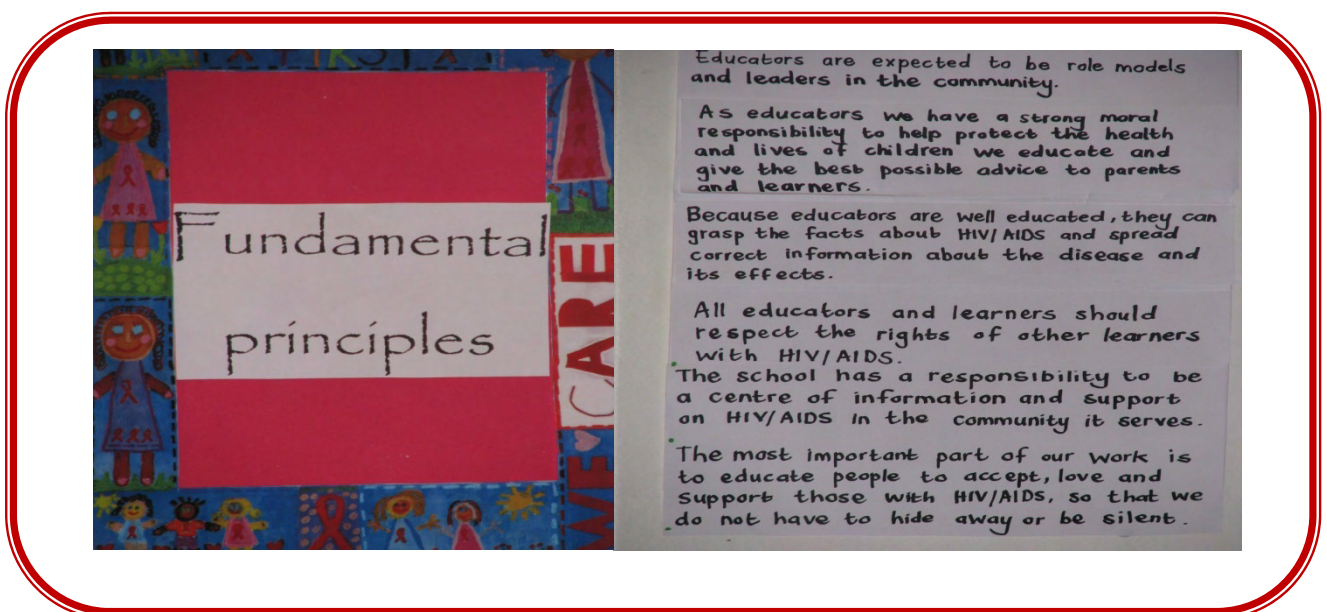 Fundamental
principles
WE CARE
Educators are expected to be role models
and leaders in the community.
As educators we have a strong moral
responsibility to help protect the health
and lives of children we educate and
give the best possible advice to parents
and learners.
Because educators are well educated, they can
grasp the facts about HIV/AIDS and spread
correct information about the disease and
its effects.
All educators and learners should
respect the rights of other learners
with HIV/AIDS.
The school has a responsibility to be
a centre of information and support
on HIV/AIDS in the community it serves.
The most important part of our work is
to educate people to accept, love and
support those with HIV/AIDS, so that we
do not have to hide away or be silent.